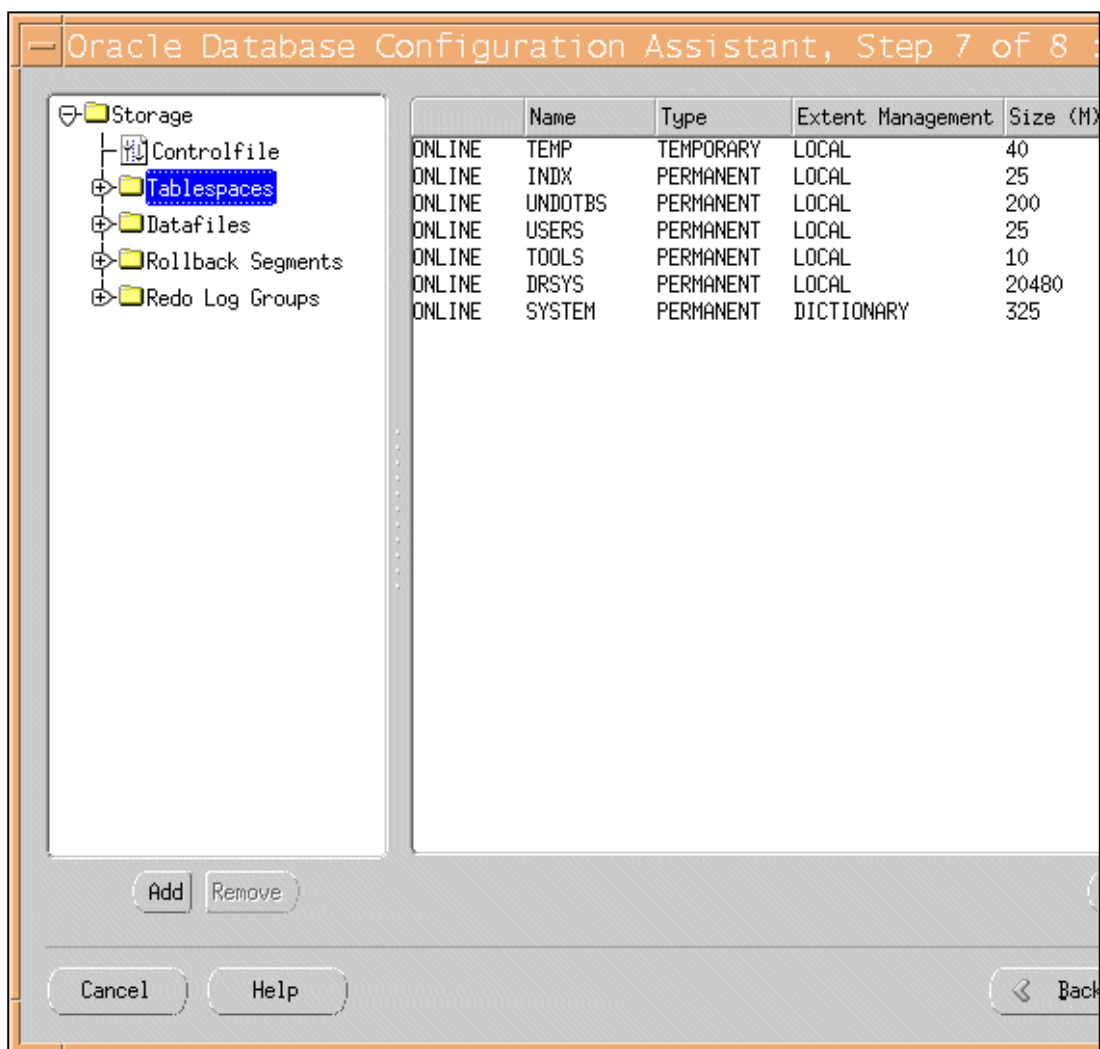 Oracle Database Configuration Assistant, Step 7 of 8 :
Storage
Controlfile
Tablespaces
Datafiles
Rollback Segments
Redo Log Groups
Name Type Extent Management Size (M)
ONLINE TEMP TEMPORARY LOCAL 40
ONLINE INDX PERMANENT LOCAL 25
ONLINE UNDOTBS PERMANENT LOCAL 200
ONLINE USERS PERMANENT LOCAL 25
ONLINE TOOLS PERMANENT LOCAL 10
ONLINE DRSYS PERMANENT LOCAL 20480
ONLINE SYSTEM PERMANENT DICTIONARY 325
Add Remove
Cancel Help Back